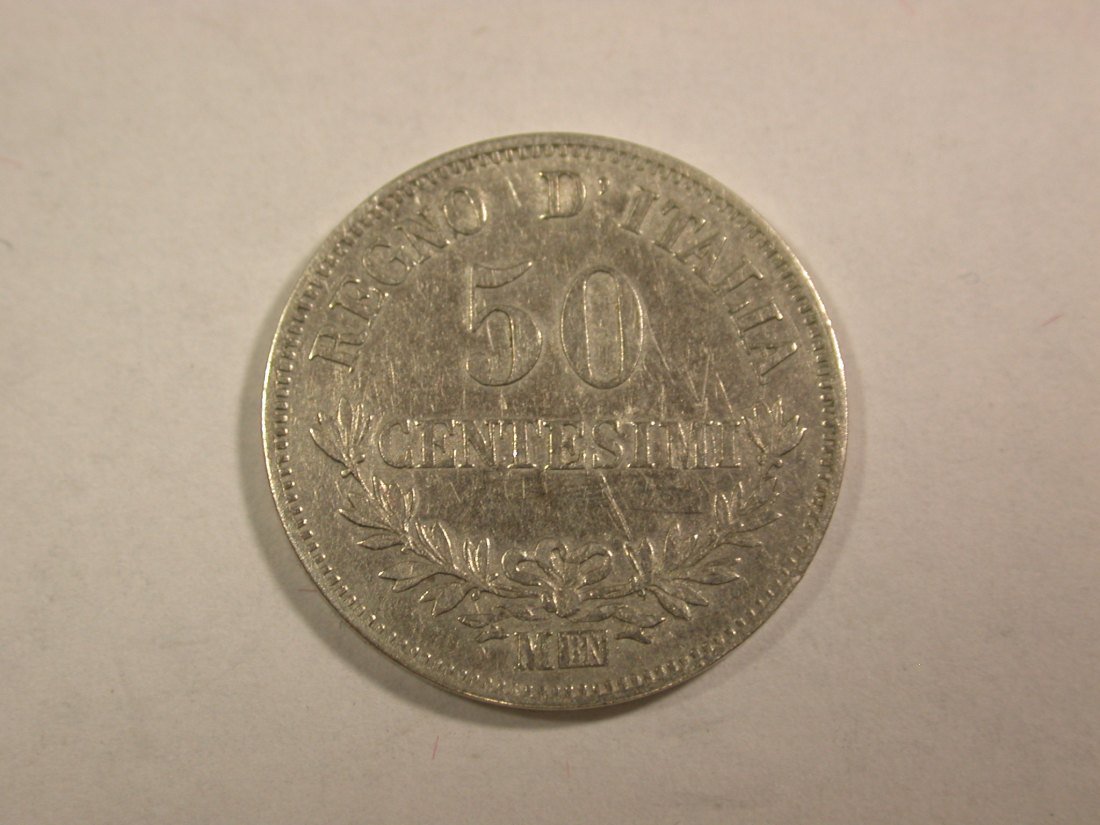 REGNO D'ITALIA
50
CENTESIMI
M BN